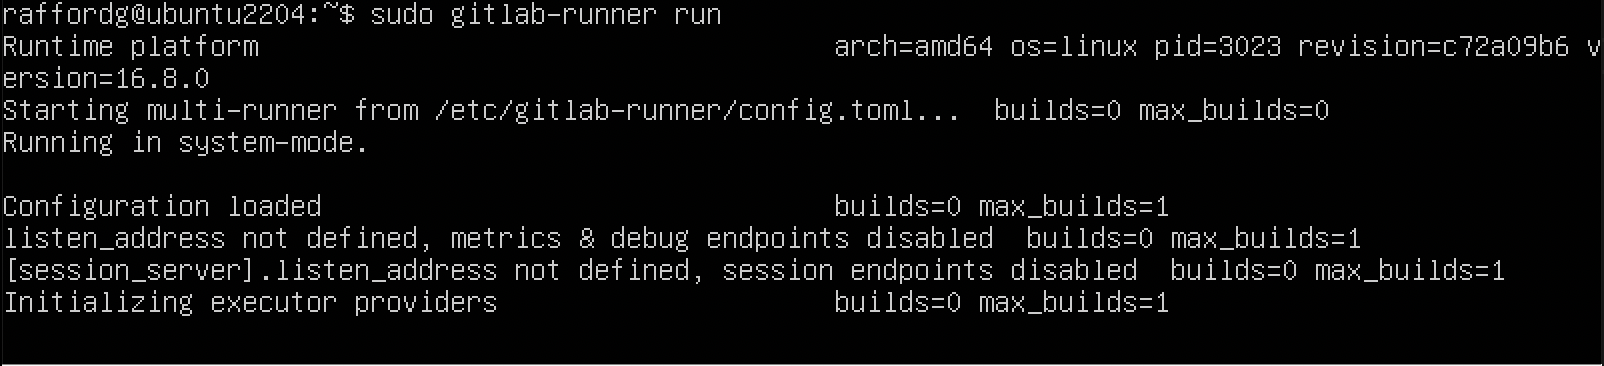 raffordg@ubuntu2204:~$ sudo gitlab-runner run
Runtime platform                                    arch=amd64 os=linux pid=3023 revision=c72a09b6 v
ersion=16.8.0
Starting multi-runner from /etc/gitlab-runner/config.toml...  builds=0 max_builds=0
Running in system-mode.

Configuration loaded                                builds=0 max_builds=1
listen_address not defined, metrics & debug endpoints disabled  builds=0 max_builds=1
[session_server].listen_address not defined, session endpoints disabled  builds=0 max_builds=1
Initializing executor providers                     builds=0 max_builds=1